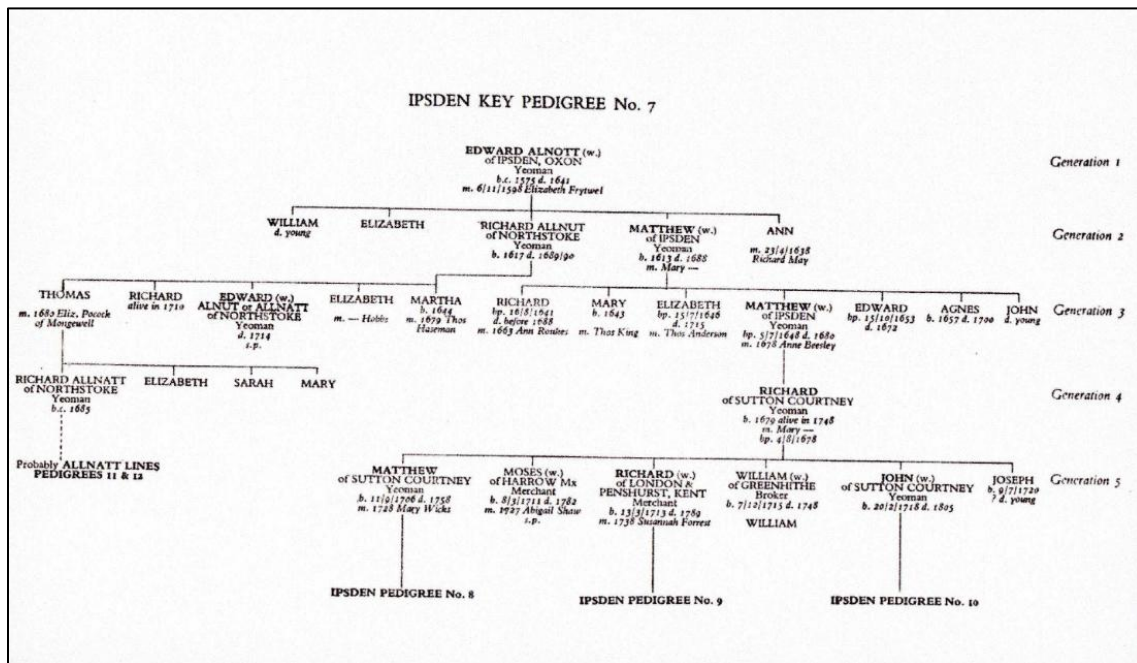 IPSDEN KEY PEDIGREE No. 7
EDWARD ALNOTT (w.)
of IPSDEN, OXON
Yeoman
b.c. 1575 d. 1641
m. 6/11/1598 Elizabeth Frytwel
Generation 1
WILLIAM
d. young
ELIZABETH
RICHARD ALLNUT
of NORTHSTOKE
Yeoman
b. 1617 d. 1689/90
MATTHEW (w.)
of IPSDEN
Yeoman
b. 1613 d. 1688
m. Mary —
ANN
m. 23/4/1638
Richard May
Generation 2
THOMAS
m. 1680 Eliz. Pocock
of Mongewell
RICHARD
alive in 1710
EDWARD (w.)
ALNUT or ALLNATT
of NORTHSTOKE
Yeoman
d. 1714
s.p.
ELIZABETH
m. — Hobbs
MARTHA
b. 1644
m. 1679 Thos
Haseman
RICHARD
bp. 16/8/1641
d. before 1688
m. 1663 Ann Roukes
MARY
b. 1643
m. Thos King
ELIZABETH
bp. 15/7/1646
d. 1715
m. Thos Anderson
MATTHEW (w.)
of IPSDEN
Yeoman
bp. 5/7/1648 d. 1680
m. 1678 Anne Beesley
EDWARD
bp. 15/10/1653
d. 1672
AGNES
b. 1657 d. 1700
JOHN
d. young
Generation 3
RICHARD ALLNATT
of NORTHSTOKE
Yeoman
b.c. 1685
ELIZABETH
SARAH
MARY
RICHARD
of SUTTON COURTNEY
Yeoman
b. 1679 alive in 1748
m. Mary —
bp. 4/8/1678
Generation 4
Probably ALLNATT LINES
PEDIGREES 11 & 12
MATTHEW
of SUTTON COURTNEY
Yeoman
b. 11/9/1706 d. 1758
m. 1728 Mary Wicks
MOSES (w.)
of HARROW Mx
Merchant
b. 8/3/1711 d. 1782
m. 1727 Abigail Shaw
s.p.
RICHARD (w.)
of LONDON &
PENSHURST, KENT
Merchant
b. 13/3/1713 d. 1789
m. 1738 Susannah Forrest
WILLIAM (w.)
of GREENHITHE
Broker
b. 7/12/1715 d. 1748
WILLIAM
JOHN (w.)
of SUTTON COURTNEY
Yeoman
b. 20/2/1718 d. 1805
JOSEPH
b. 9/7/1720
? d. young
Generation 5
IPSDEN PEDIGREE No. 8
IPSDEN PEDIGREE No. 9
IPSDEN PEDIGREE No. 10